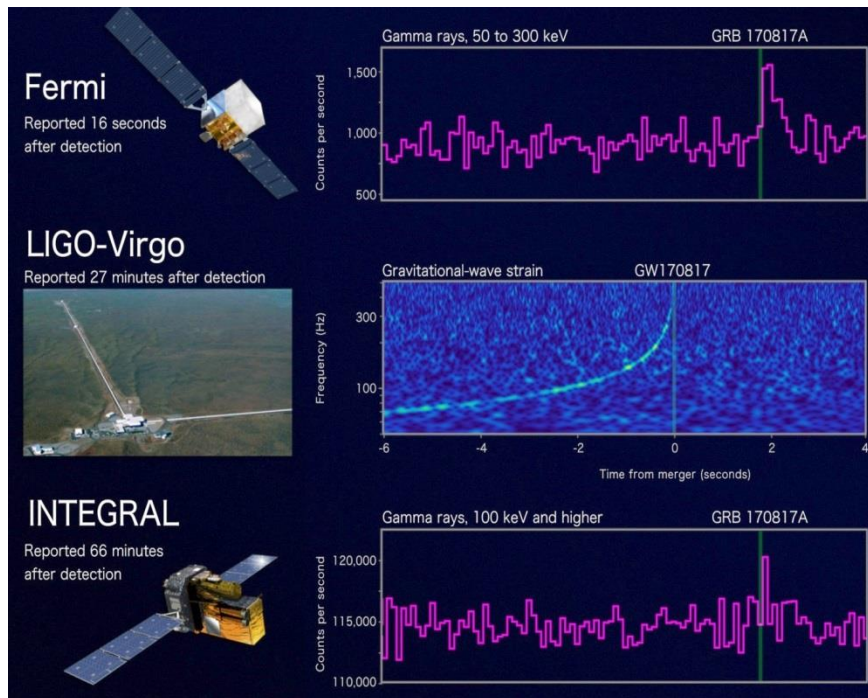 Fermi
Reported 16 seconds
after detection
Gamma rays, 50 to 300 keV
GRB 170817A
Counts per second
1,500
1,000
500
LIGO-Virgo
Reported 27 minutes after detection
Gravitational-wave strain
GW170817
Frequency (Hz)
300
100
-6
-4
-2
0
2
4
Time from merger (seconds)
INTEGRAL
Reported 66 minutes
after detection
Gamma rays, 100 keV and higher
GRB 170817A
Counts per second
120,000
115,000
110,000